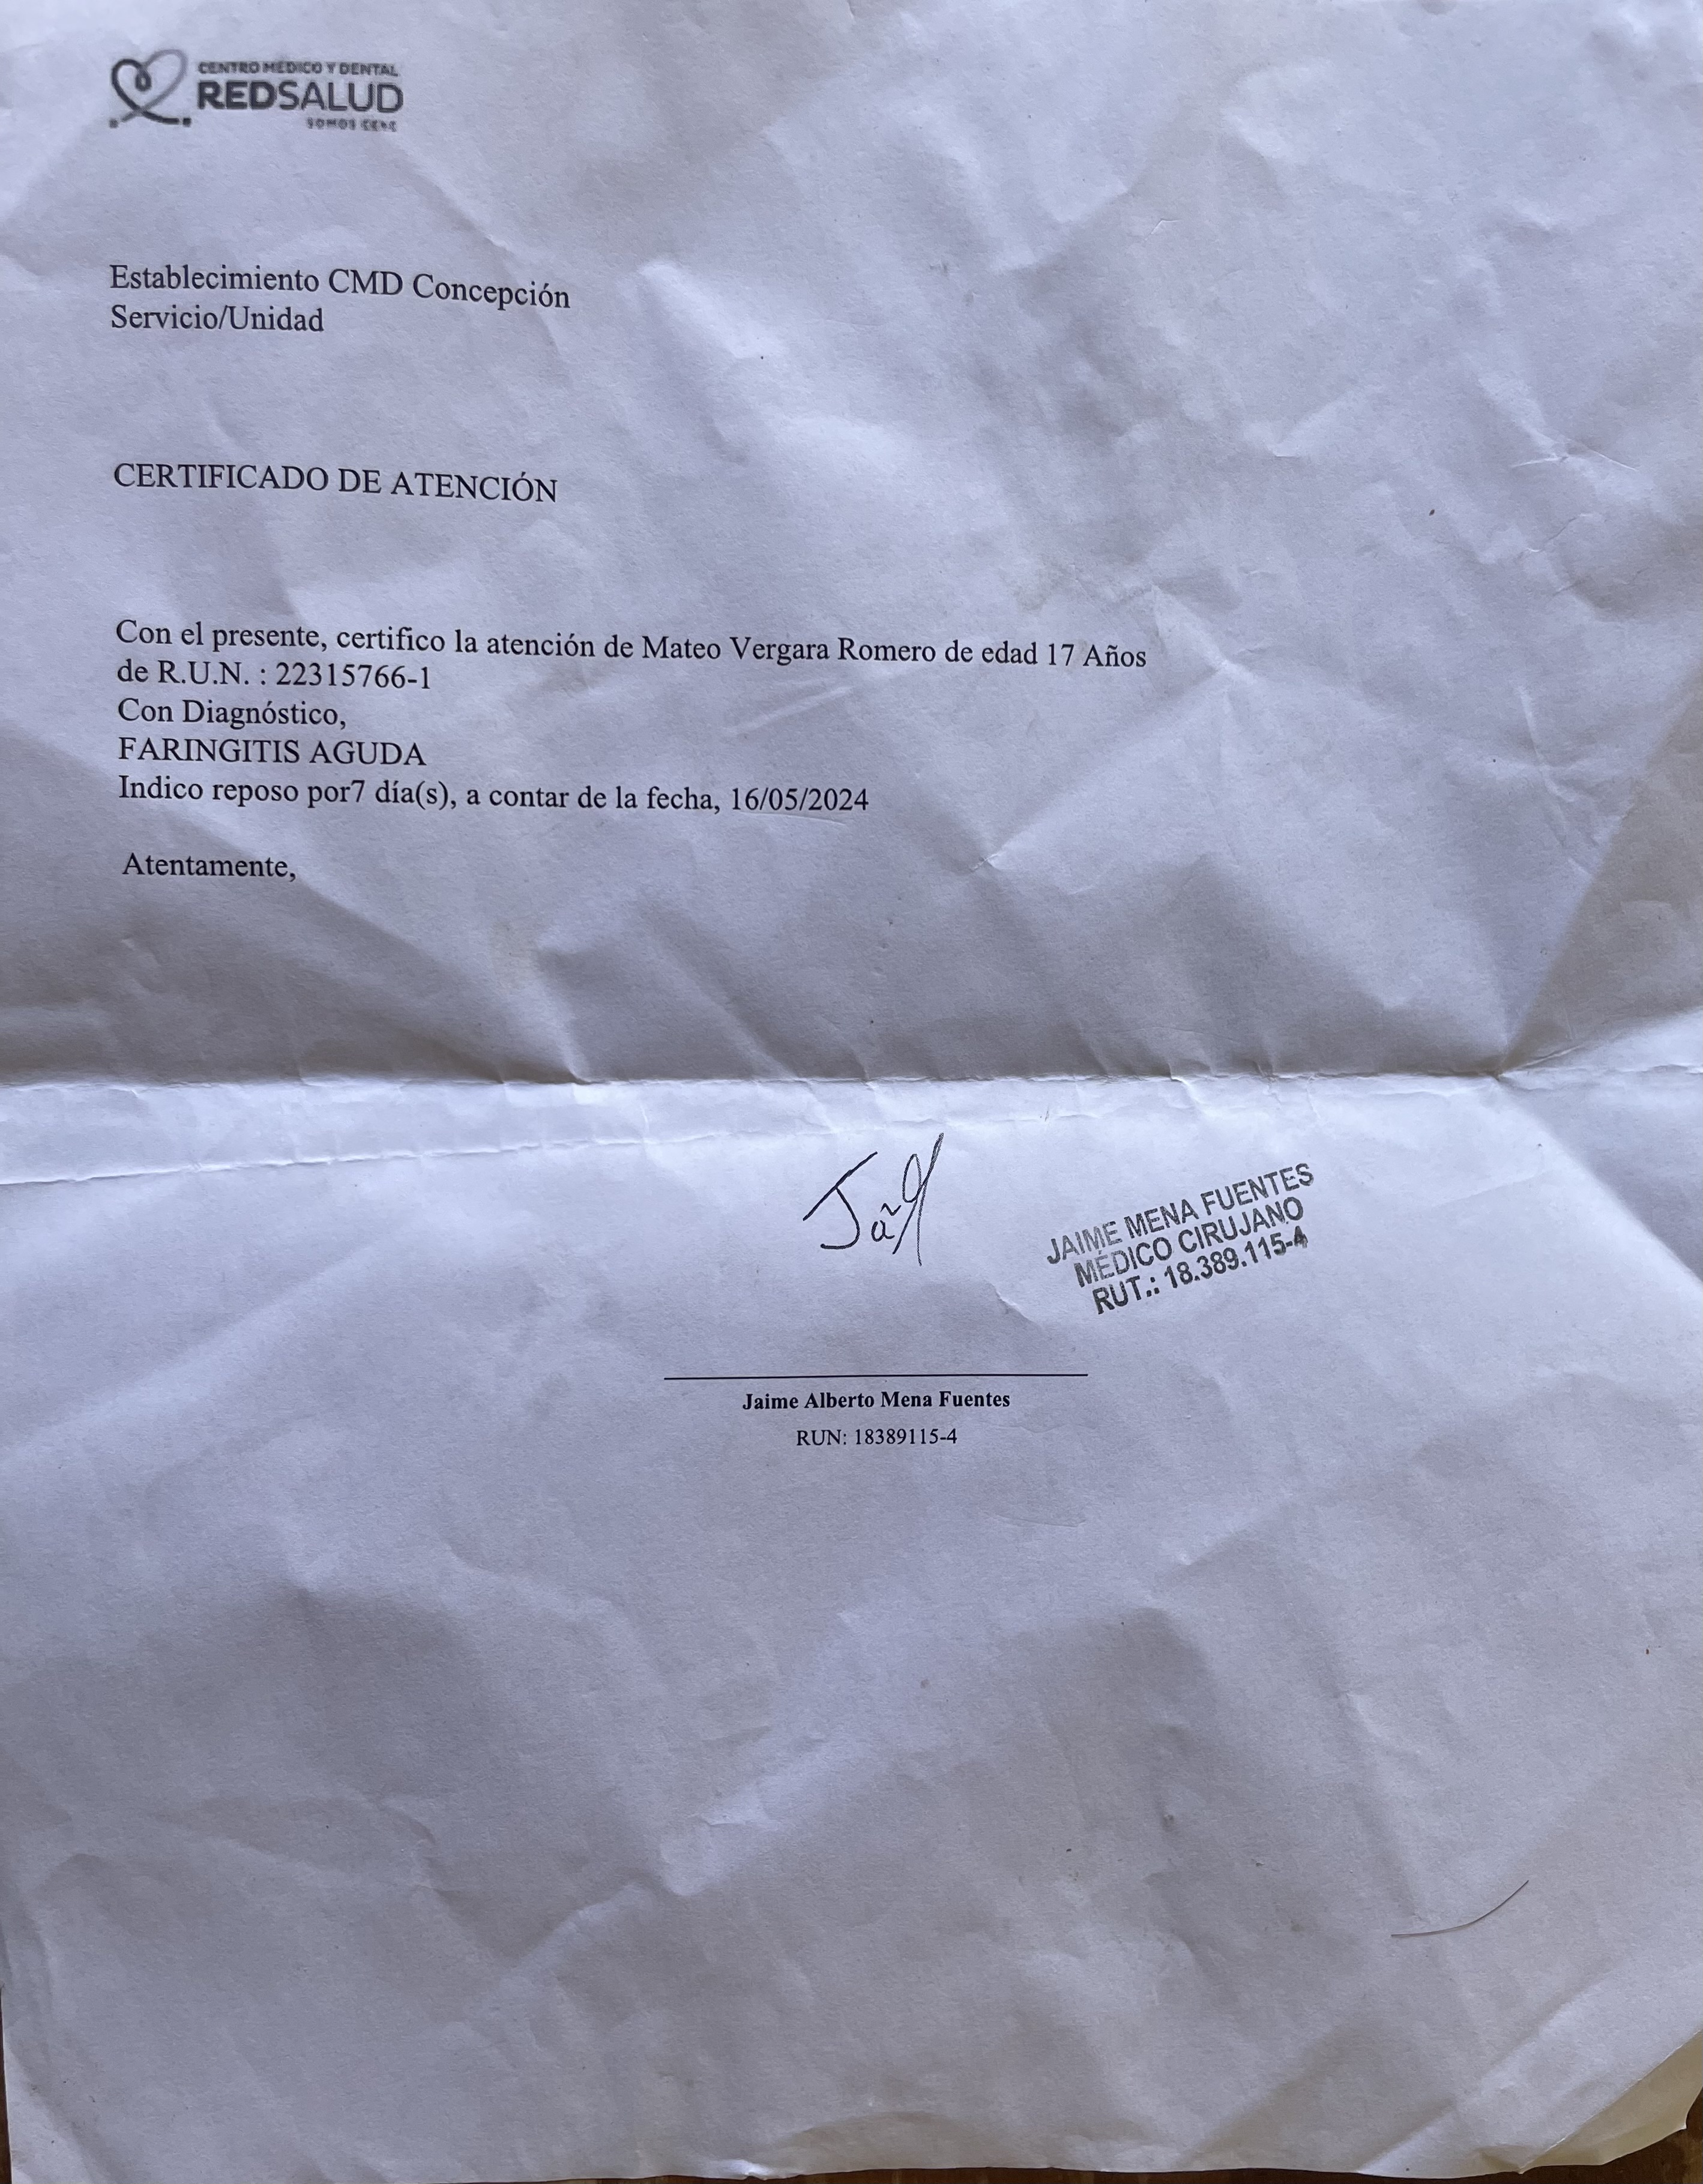 CENTRO MÉDICO Y DENTAL
REDSALUD
SOMOS CChC
Establecimiento CMD Concepción
Servicio/Unidad
CERTIFICADO DE ATENCIÓN
Con el presente, certifico la atención de Mateo Vergara Romero de edad 17 Años
de R.U.N. : 22315766-1
Con Diagnóstico,
FARINGITIS AGUDA
Indico reposo por7 día(s), a contar de la fecha, 16/05/2024
Atentamente,
JAIME MENA FUENTES
MÉDICO CIRUJANO
RUT.: 18.389.115-4
Jaime Alberto Mena Fuentes
RUN: 18389115-4